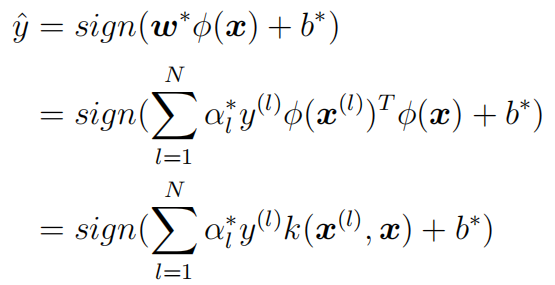 ŷ = sign(w*ϕ(x) + b*)
= sign(∑_{l=1}^{N} α_l^* y^{(l)} ϕ(x^{(l)})^T ϕ(x) + b*)
= sign(∑_{l=1}^{N} α_l^* y^{(l)} k(x^{(l)}, x) + b*)